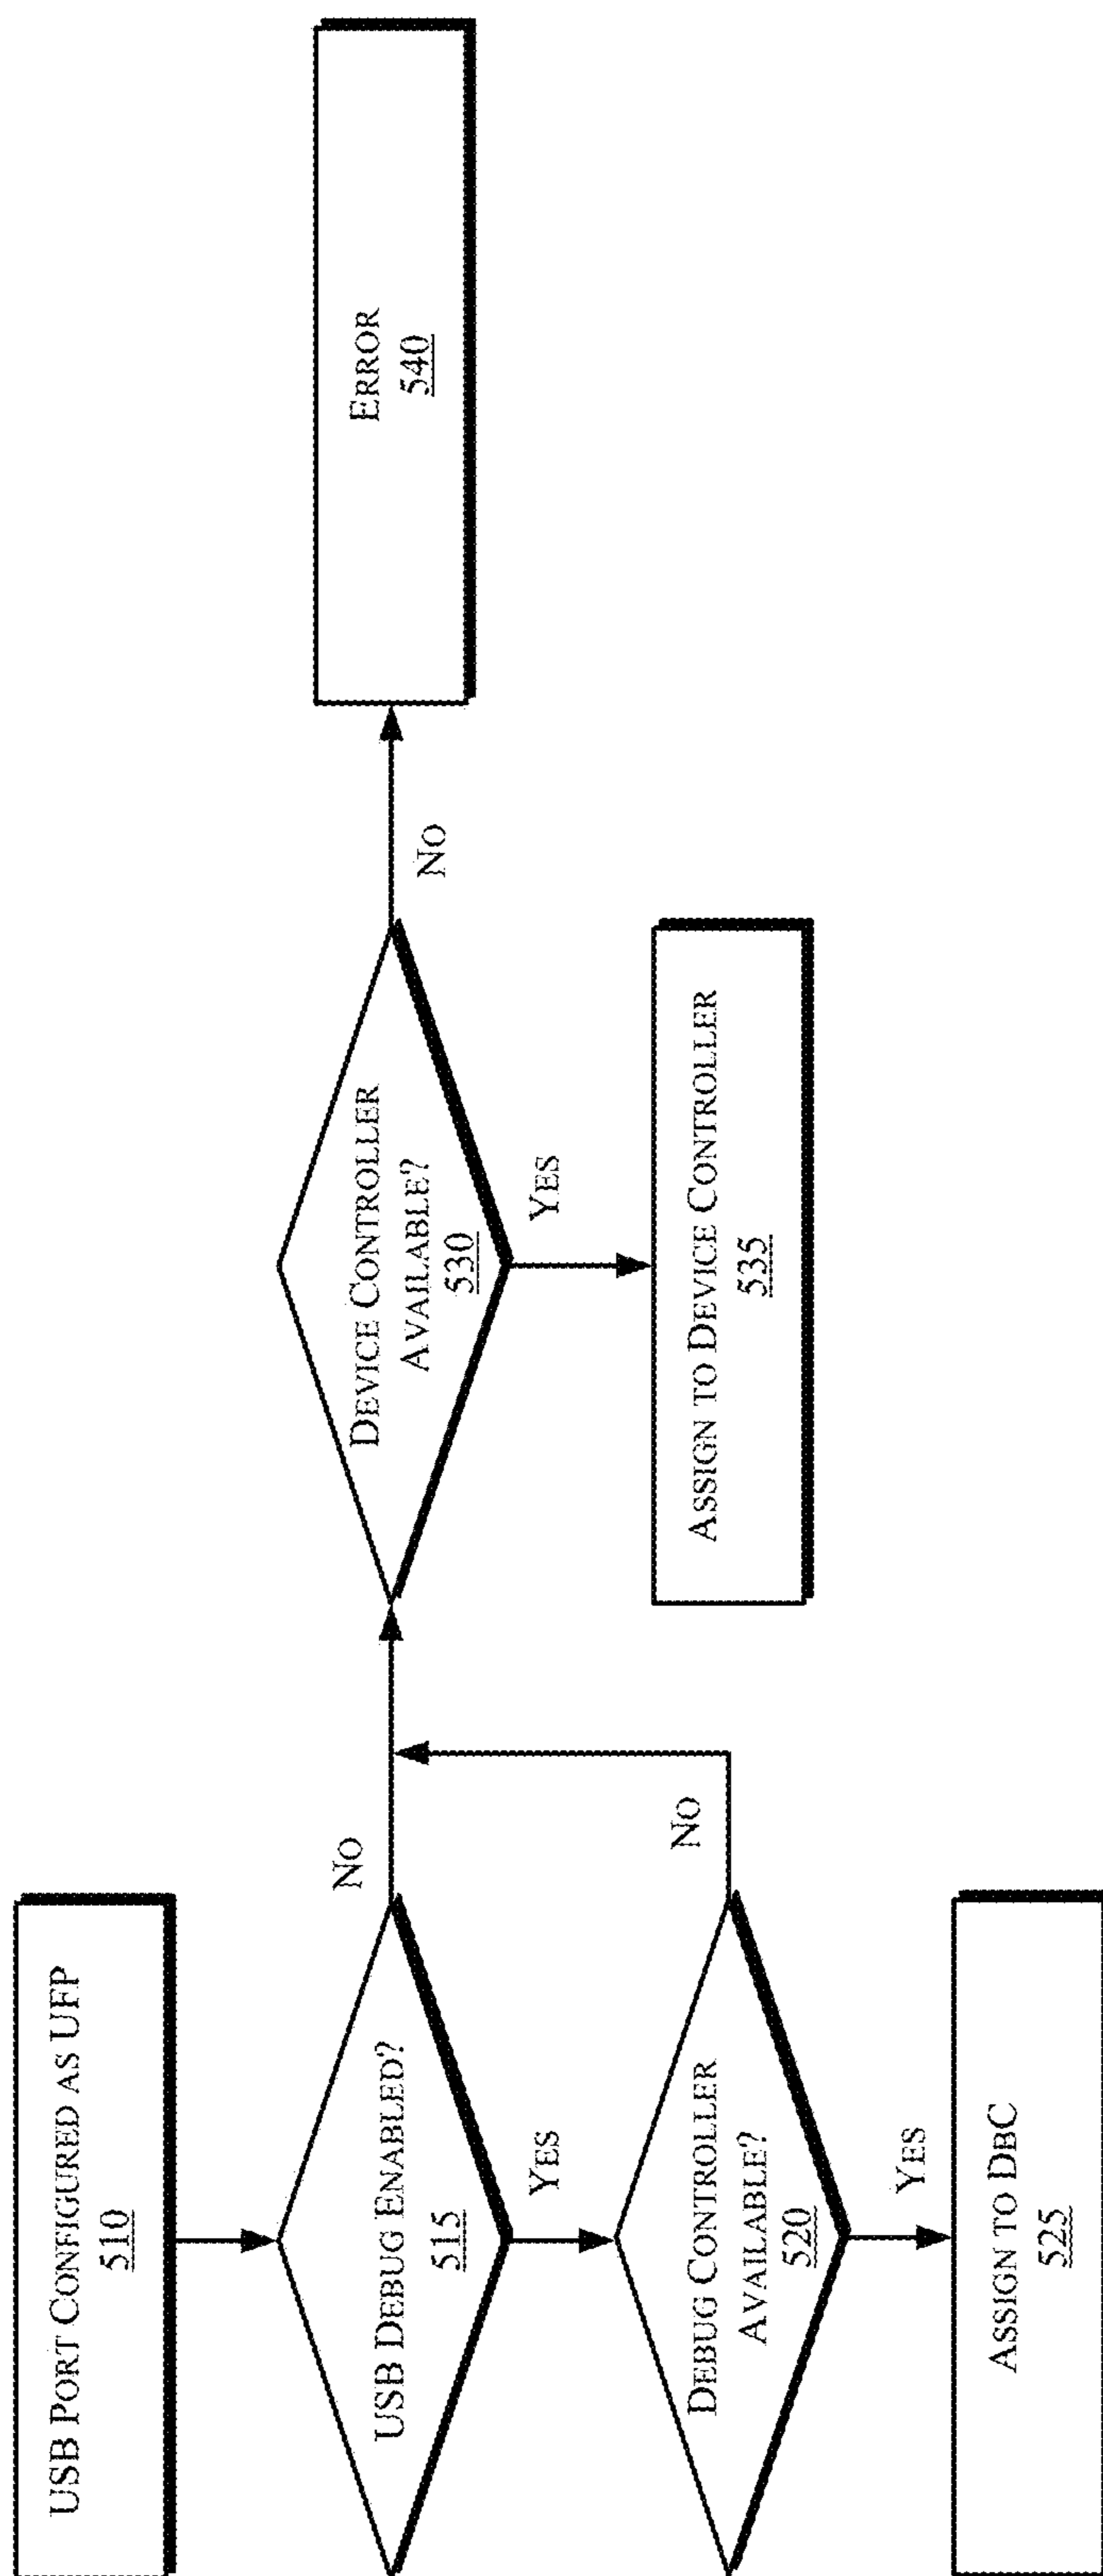 USB PORT CONFIGURED AS UFP
510
USB DEBUG ENABLED?
515
NO
YES
DEBUG CONTROLLER
AVAILABLE?
520
NO
YES
ASSIGN TO DBC
525
DEVICE CONTROLLER
AVAILABLE?
530
NO
YES
ASSIGN TO DEVICE CONTROLLER
535
ERROR
540